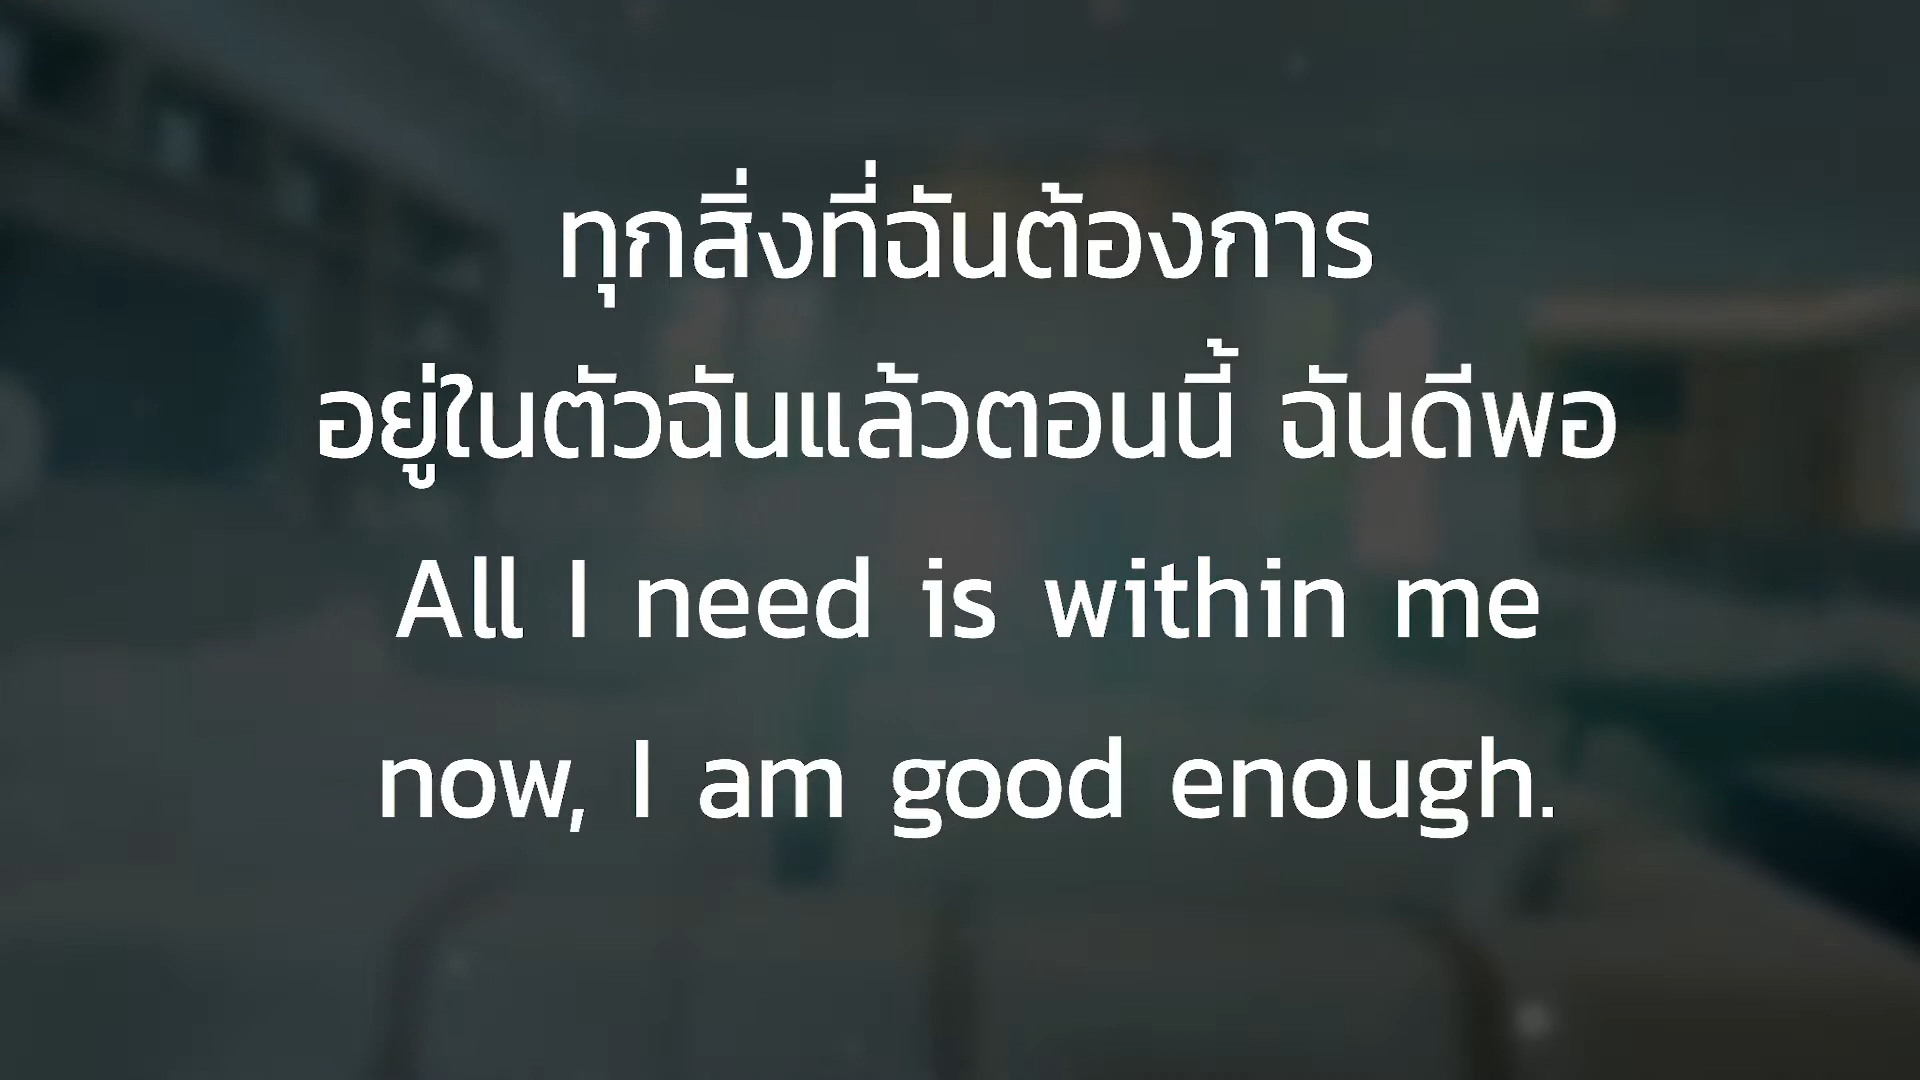 ทุกสิ่งที่ฉันต้องการ
อยู่ในตัวฉันแล้วตอนนี้ ฉันดีพอ
All I need is within me
now, I am good enough.